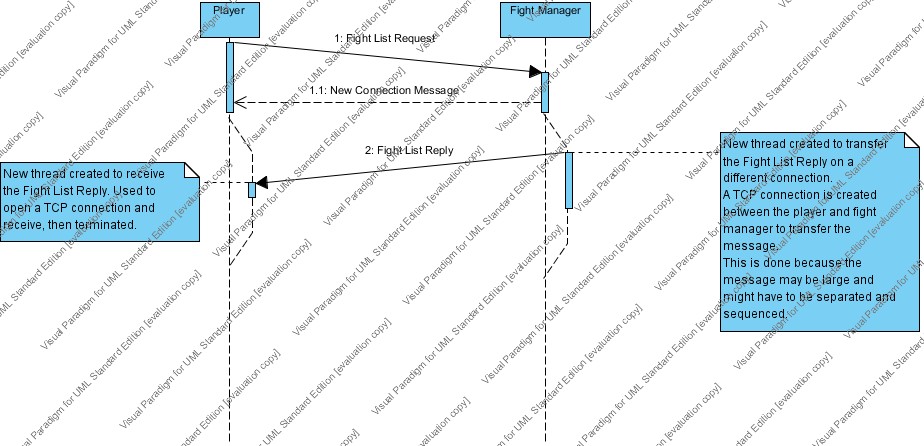 Player
Fight Manager
1: Fight List Request
1.1: New Connection Message
2: Fight List Reply
New thread created to receive
the Fight List Reply. Used to
open a TCP connection and
receive, then terminated.
New thread created to transfer
the Fight List Reply on a
different connection.
A TCP connection is created
between the player and fight
manager to transfer the
message.
This is done because the
message may be large and
might have to be separated and
sequenced.
Visual Paradigm for UML Standard Edition [evaluation copy]